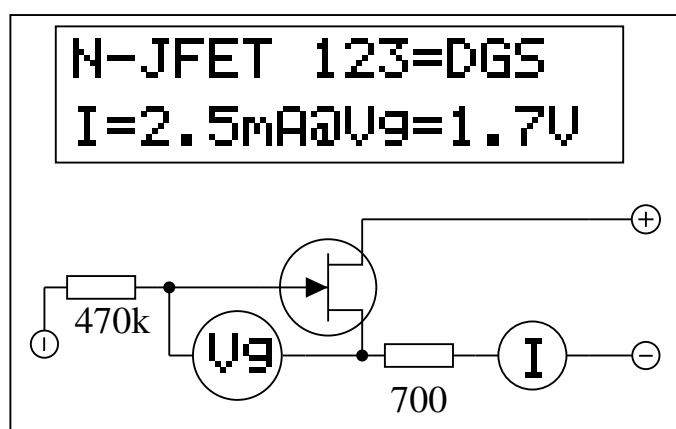 N-JFET 123=DGS
I=2.5mA@Vg=1.7V
+
470k
-
Vg
I
-
700